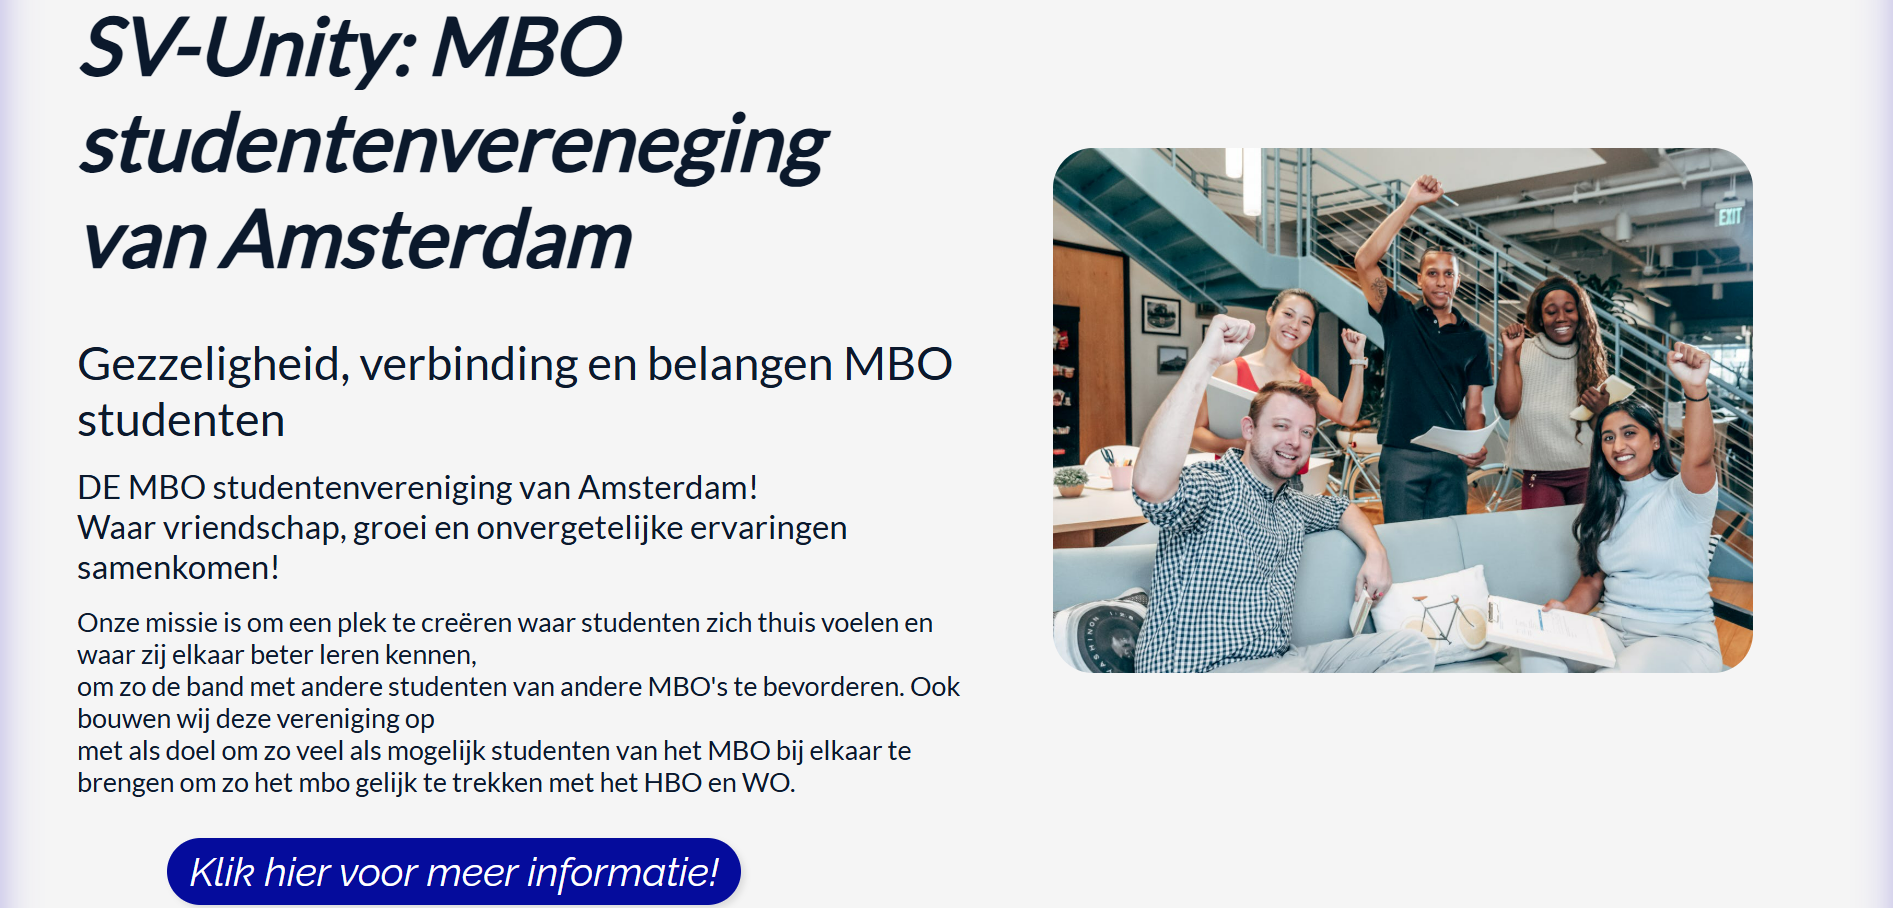 SV-Unity: MBO
studentenvereneging
van Amsterdam
Gezzeligheid, verbinding en belangen MBO
studenten
DE MBO studentenvereniging van Amsterdam!
Waar vriendschap, groei en onvergetelijke ervaringen
samenkomen!
Onze missie is om een plek te creëren waar studenten zich thuis voelen en
waar zij elkaar beter leren kennen,
om zo de band met andere studenten van andere MBO's te bevorderen. Ook
bouwen wij deze vereniging op
met als doel om zo veel als mogelijk studenten van het MBO bij elkaar te
brengen om zo het mbo gelijk te trekken met het HBO en WO.
Klik hier voor meer informatie!
EXIT